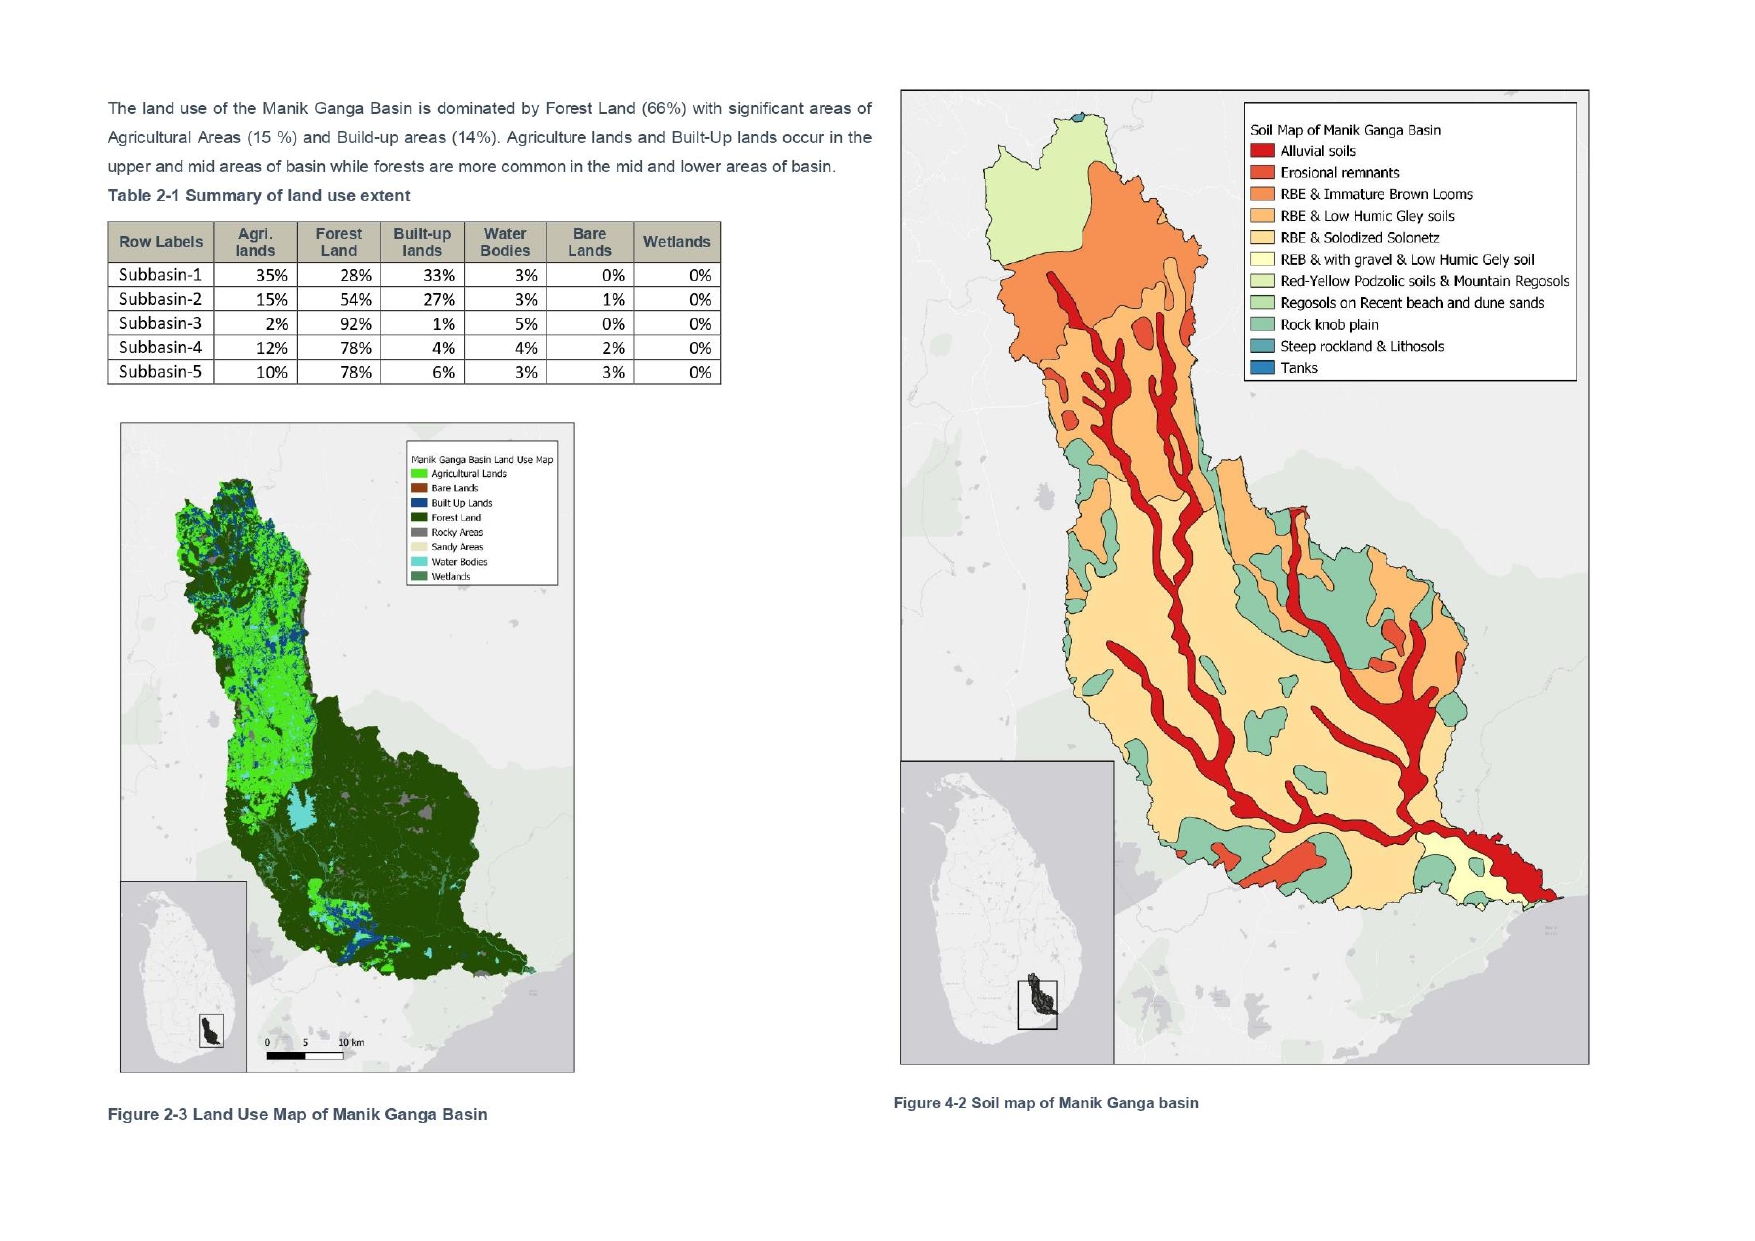 The land use of the Manik Ganga Basin is dominated by Forest Land (66%) with significant areas of
Agricultural Areas (15 %) and Build-up areas (14%). Agriculture lands and Built-Up lands occur in the
upper and mid areas of basin while forests are more common in the mid and lower areas of basin.
Table 2-1 Summary of land use extent
Row Labels Agri. lands Forest Land Built-up lands Water Bodies Bare Lands Wetlands
Subbasin-1 35% 28% 33% 3% 0% 0%
Subbasin-2 15% 54% 27% 3% 1% 0%
Subbasin-3 2% 92% 1% 5% 0% 0%
Subbasin-4 12% 78% 4% 4% 2% 0%
Subbasin-5 10% 78% 6% 3% 3% 0%
Manik Ganga Basin Land Use Map
Agricultural Lands
Bare Lands
Built Up Lands
Forest Land
Rocky Areas
Sandy Areas
Water Bodies
Wetlands
0 5 10 km
Figure 2-3 Land Use Map of Manik Ganga Basin
Soil Map of Manik Ganga Basin
Alluvial soils
Erosional remnants
RBE & Immature Brown Looms
RBE & Low Humic Gley soils
RBE & Solodized Solonetz
REB & with gravel & Low Humic Gely soil
Red-Yellow Podzolic soils & Mountain Regosols
Regosols on Recent beach and dune sands
Rock knob plain
Steep rockland & Lithosols
Tanks
Figure 4-2 Soil map of Manik Ganga basin